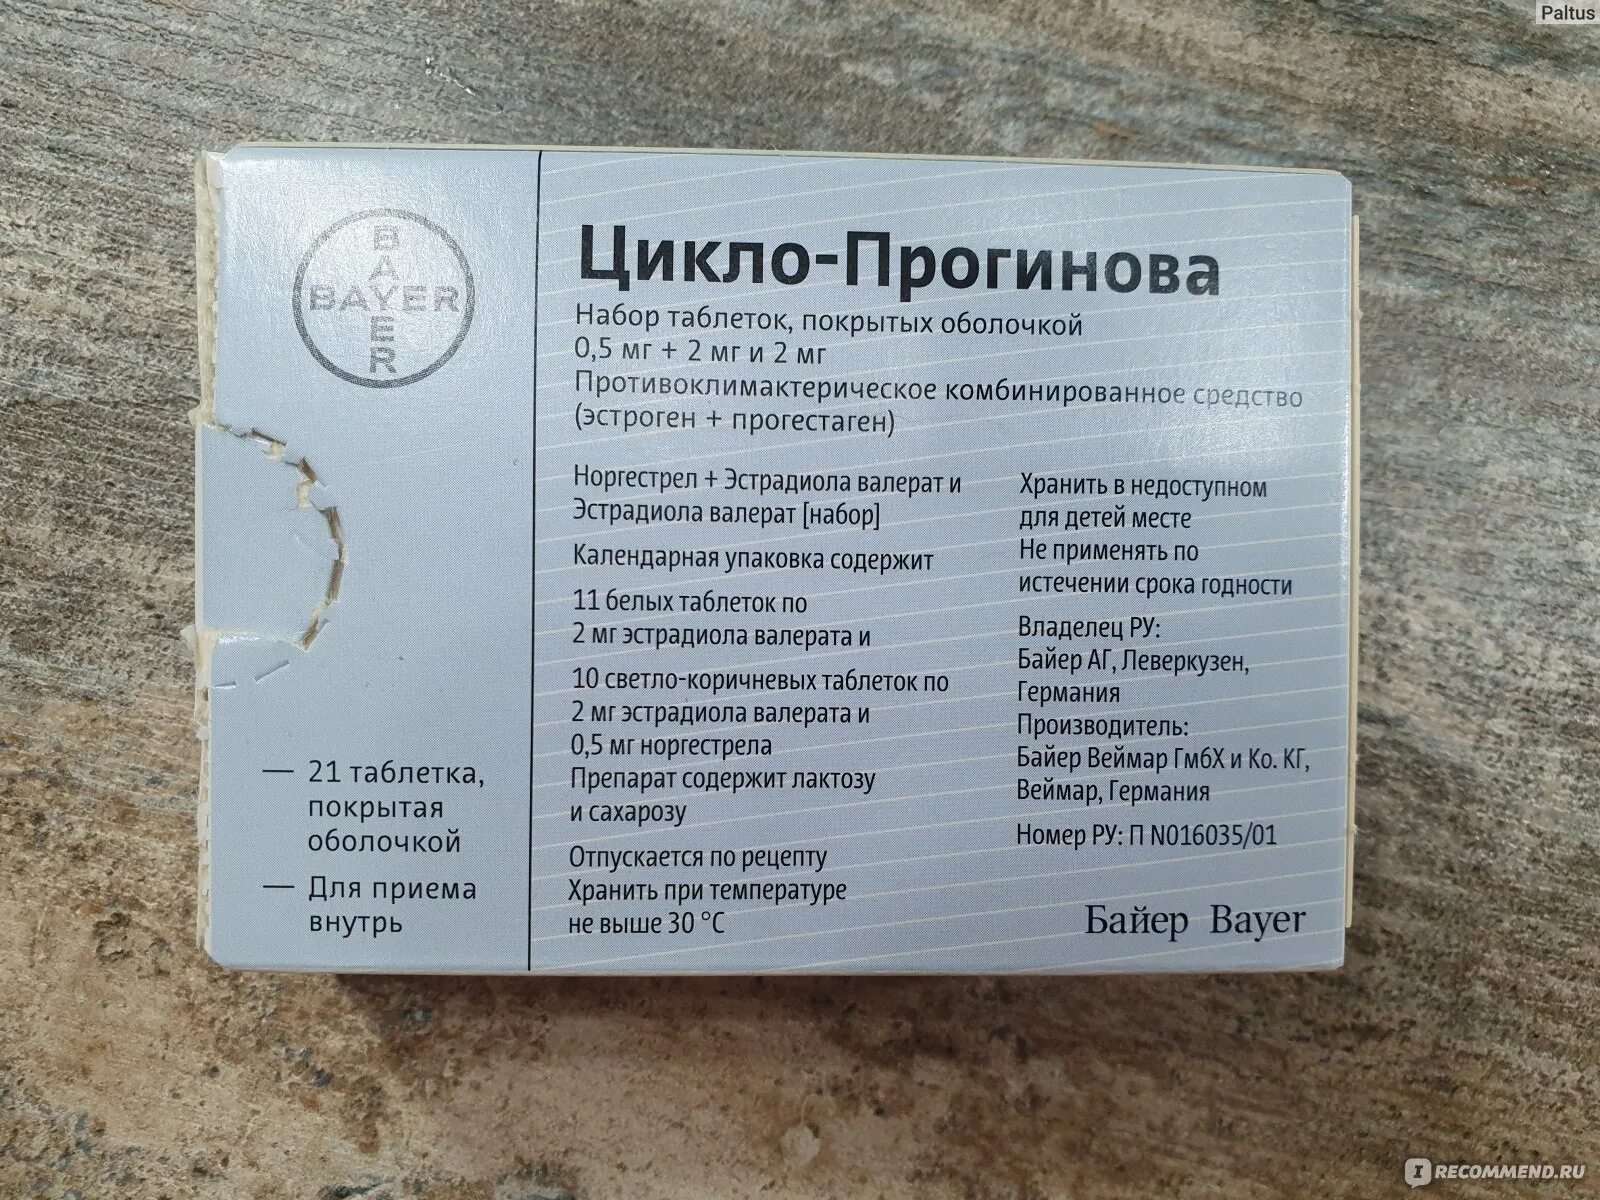 Paltus
BAYER
BAYER
Цикло-Прогинова
Набор таблеток, покрытых оболочкой
0,5 мг + 2 мг и 2 мг
Противоклимактерическое комбинированное средство
(эстроген + прогестаген)
Норгестрел + Эстрадиола валерат и
Эстрадиола валерат [набор]
Календарная упаковка содержит
11 белых таблеток по
2 мг эстрадиола валерата и
10 светло-коричневых таблеток по
2 мг эстрадиола валерата и
0,5 мг норгестрела
Препарат содержит лактозу
и сахарозу
Отпускается по рецепту
Хранить при температуре
не выше 30 °C
Хранить в недоступном
для детей месте
Не применять по
истечении срока годности
Владелец РУ:
Байер АГ, Леверкузен,
Германия
Производитель:
Байер Веймар ГмбХ и Ко. КГ,
Веймар, Германия
Номер РУ: П N016035/01
Байер Bayer
— 21 таблетка,
покрытая
оболочкой
— Для приема
внутрь
IRECOMMEND.RU